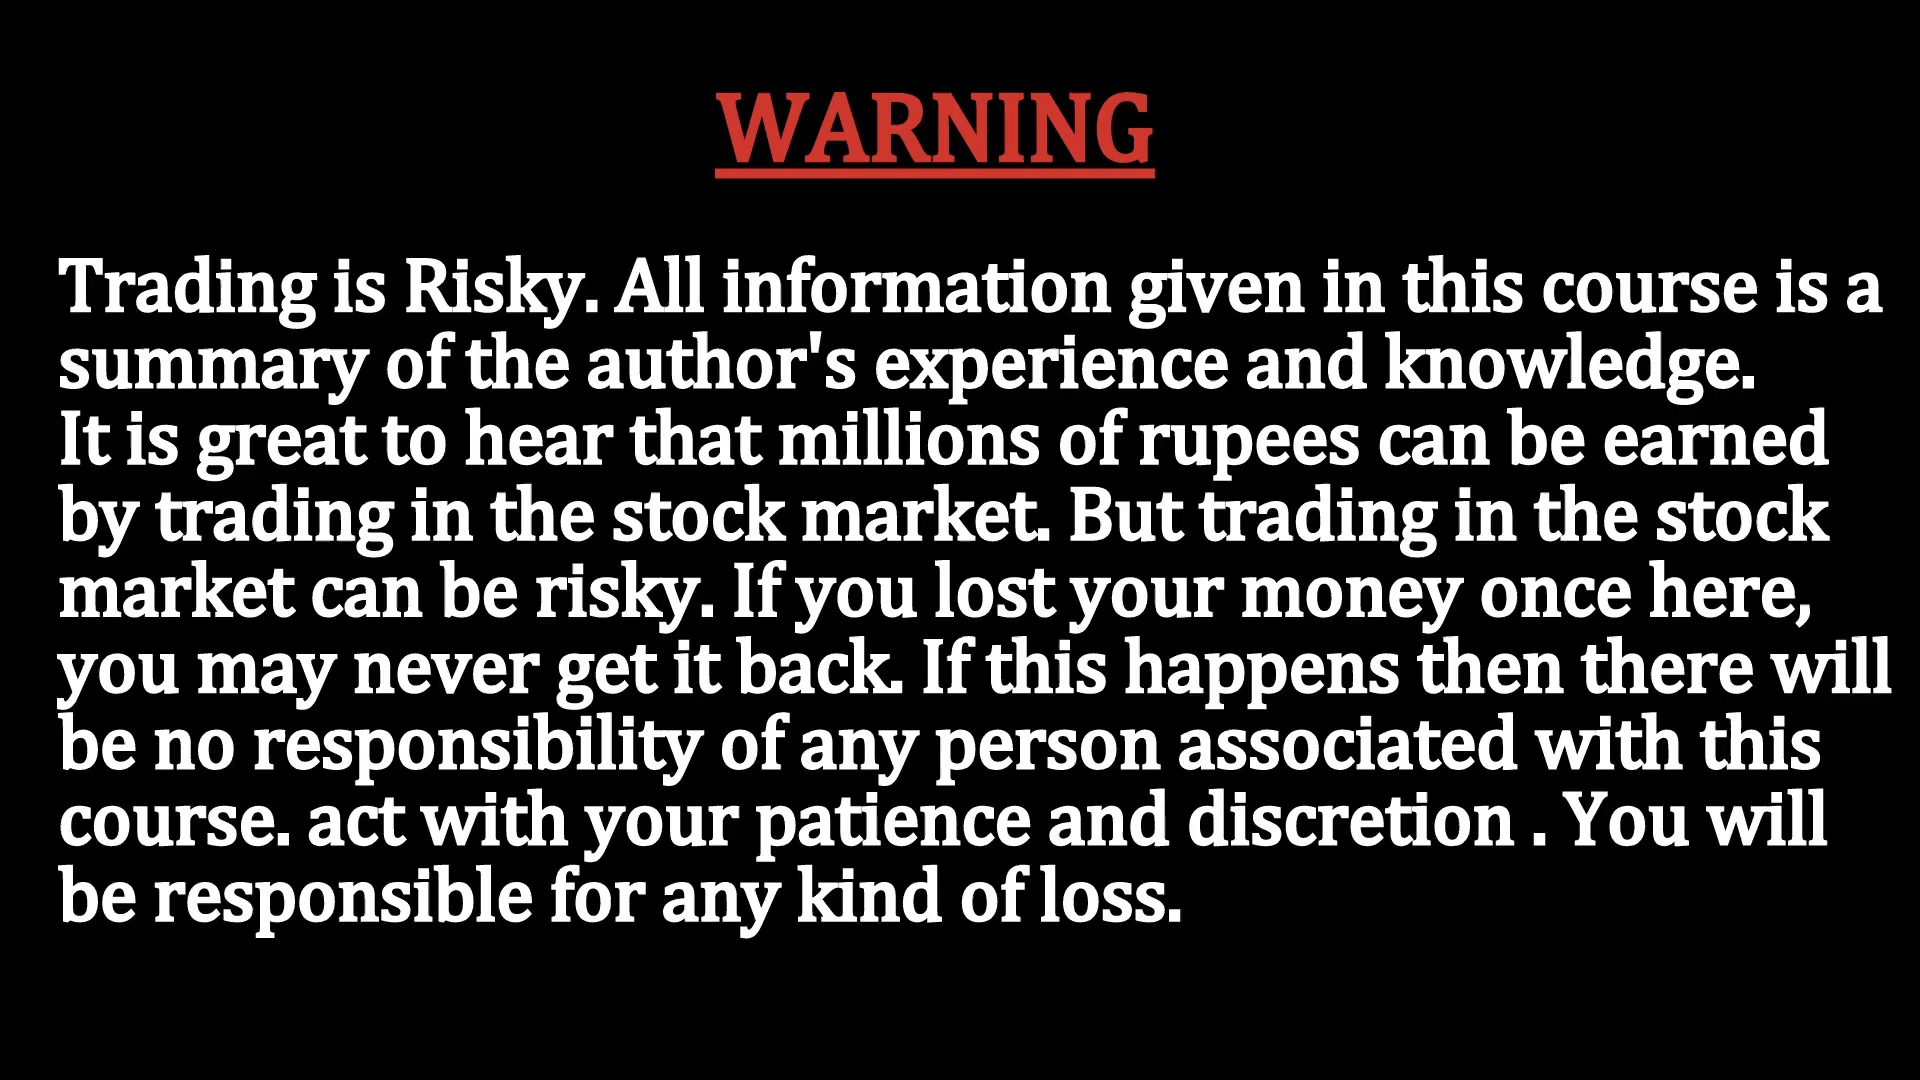 WARNING
Trading is Risky. All information given in this course is a
summary of the author's experience and knowledge.
It is great to hear that millions of rupees can be earned
by trading in the stock market. But trading in the stock
market can be risky. If you lost your money once here,
you may never get it back. If this happens then there will
be no responsibility of any person associated with this
course. act with your patience and discretion . You will
be responsible for any kind of loss.